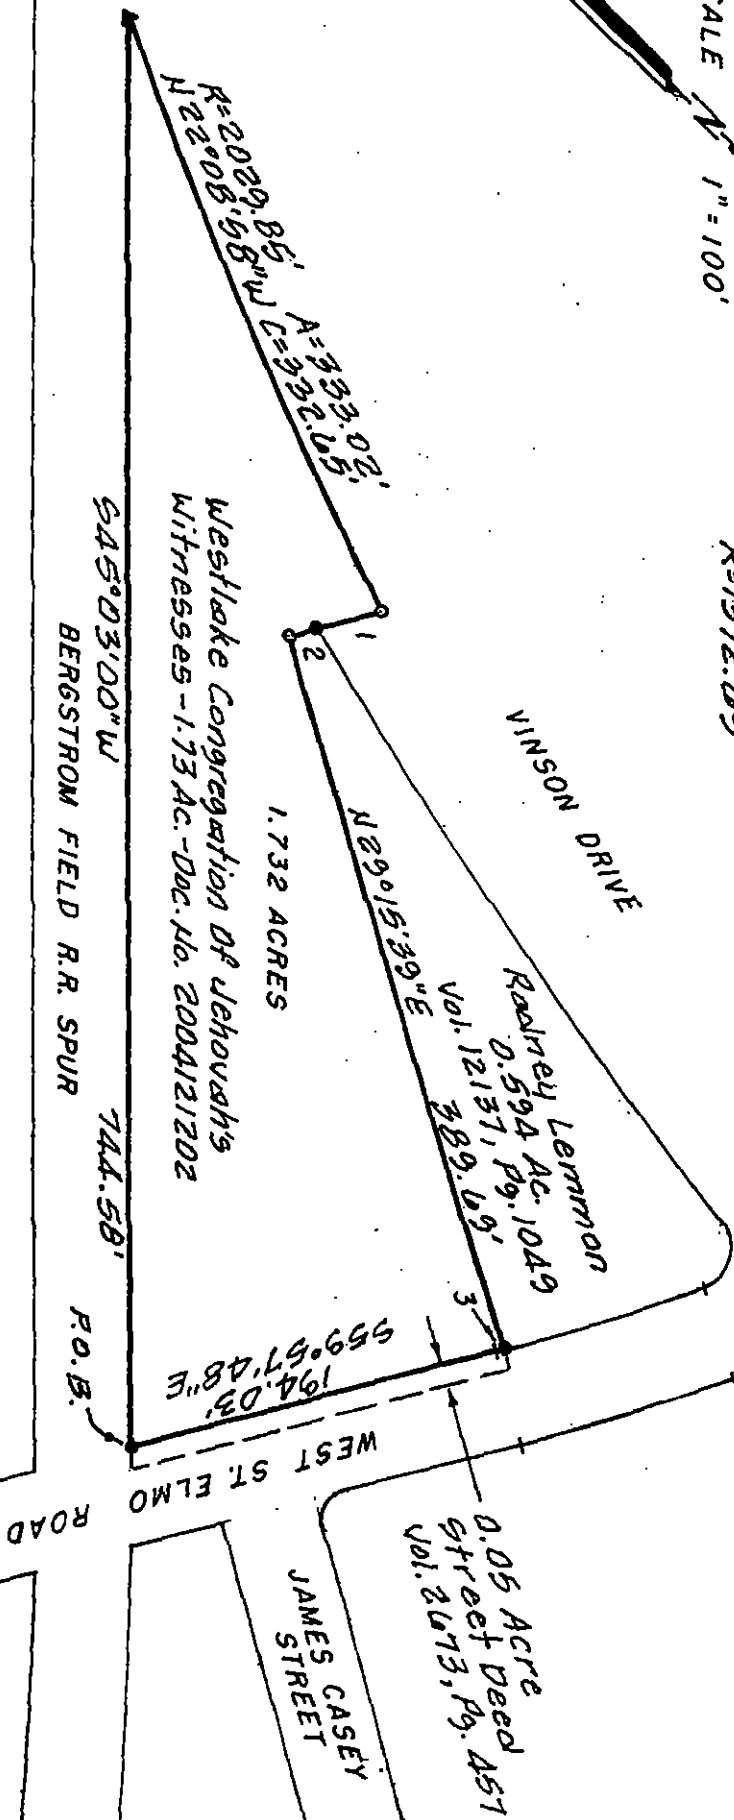 SCALE 1" = 100'
N
VINSON DRIVE
R=2029.85' A=333.02'
N22°08'58"W C=332.65'
1
2
3
N29°15'39"E 389.69'
Rodney Lemmon
0.594 Ac.
Vol. 12137, Pg. 1049
1.732 ACRES
Westlake Congregation Of Jehovah's
Witnesses-1.73 Ac.-Doc. No. 2004121202
S45°03'00"W 744.58'
BERGSTROM FIELD R.R. SPUR
P.O.B.
S59°57'48"E
194.03'
WEST ST. ELMO ROAD
0.05 Acre
Street Deed
Vol. 2673, Pg. 457
JAMES CASEY
STREET